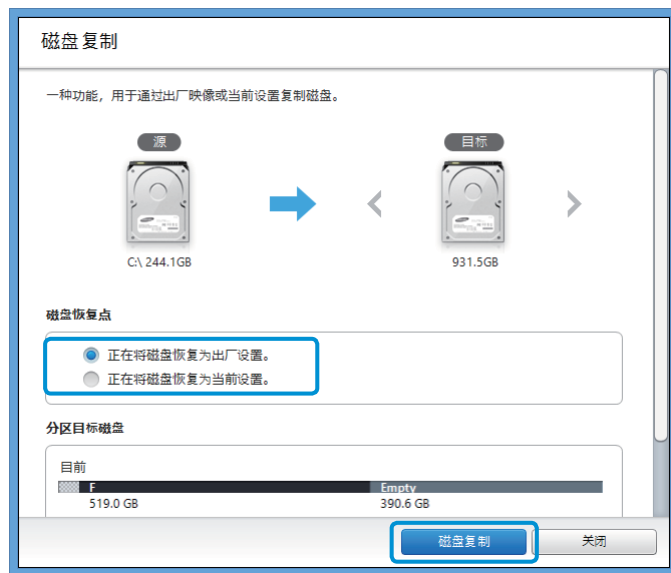 磁盘复制
一种功能，用于通过出厂映像或当前设置复制磁盘。
源
目标
C:\ 244.1GB
931.5GB
磁盘恢复点
正在将磁盘恢复为出厂设置。
正在将磁盘恢复为当前设置。
分区目标磁盘
目前
F
Empty
519.0 GB
390.6 GB
磁盘复制
关闭